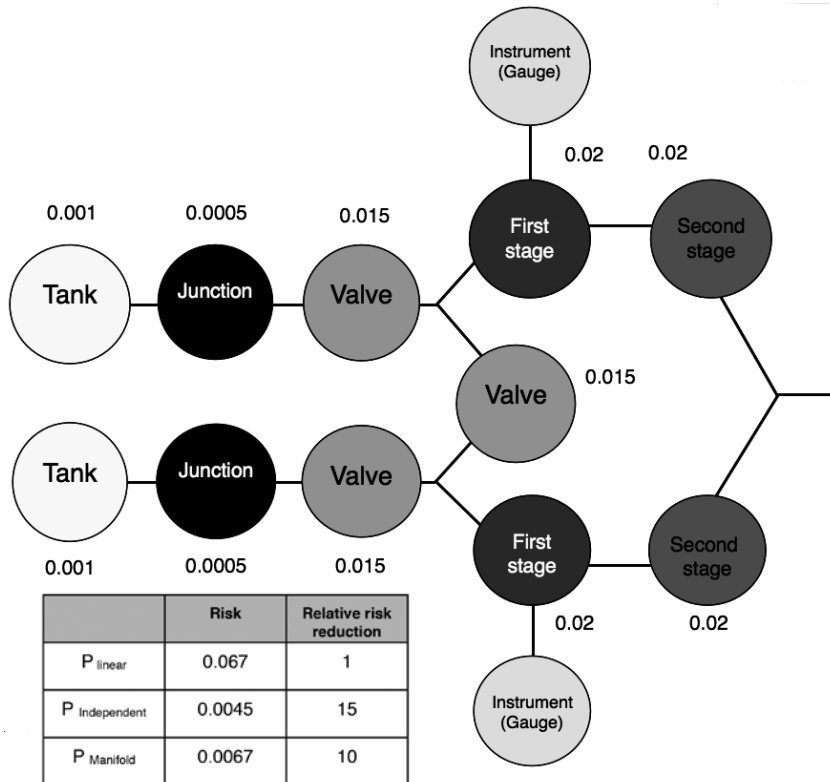 Instrument
(Gauge)
0.02
0.02
0.001
0.0005
0.015
First
stage
Second
stage
Tank
Junction
Valve
Valve
0.015
Tank
Junction
Valve
First
stage
Second
stage
0.001
0.0005
0.015
0.02
0.02
Instrument
(Gauge)
Risk
Relative risk
reduction
P linear
0.067
1
P Independent
0.0045
15
P Manifold
0.0067
10